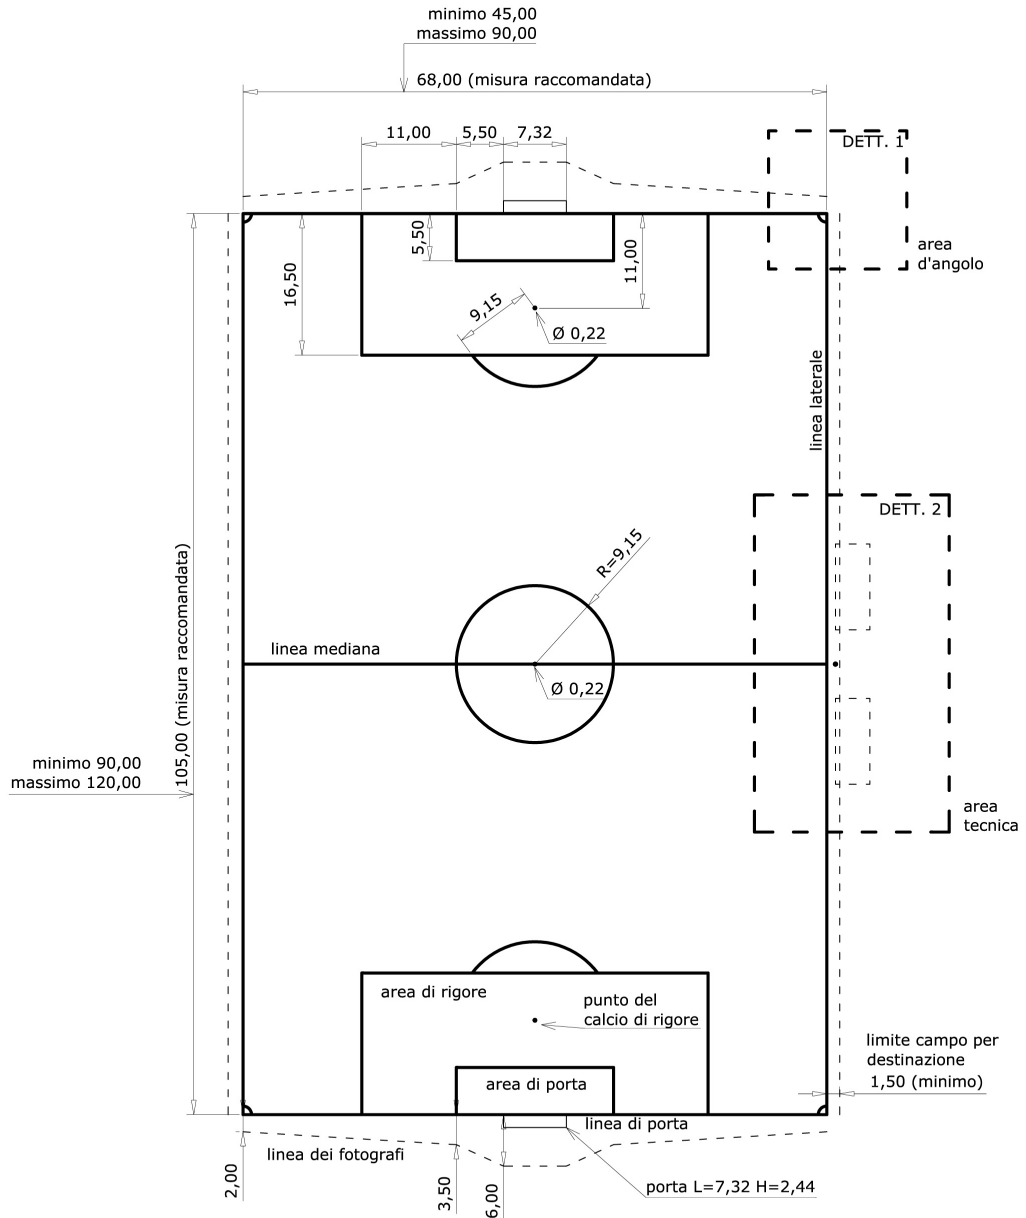 minimo 45,00
massimo 90,00
68,00 (misura raccomandata)
11,00
5,50
7,32
DETT. 1
area
d'angolo
5,50
11,00
16,50
9,15
Ø 0,22
linea laterale
DETT. 2
R=9,15
linea mediana
Ø 0,22
105,00 (misura raccomandata)
minimo 90,00
massimo 120,00
area
tecnica
area di rigore
punto del
calcio di rigore
limite campo per
destinazione
1,50 (minimo)
area di porta
linea di porta
linea dei fotografi
2,00
3,50
6,00
porta L=7,32 H=2,44